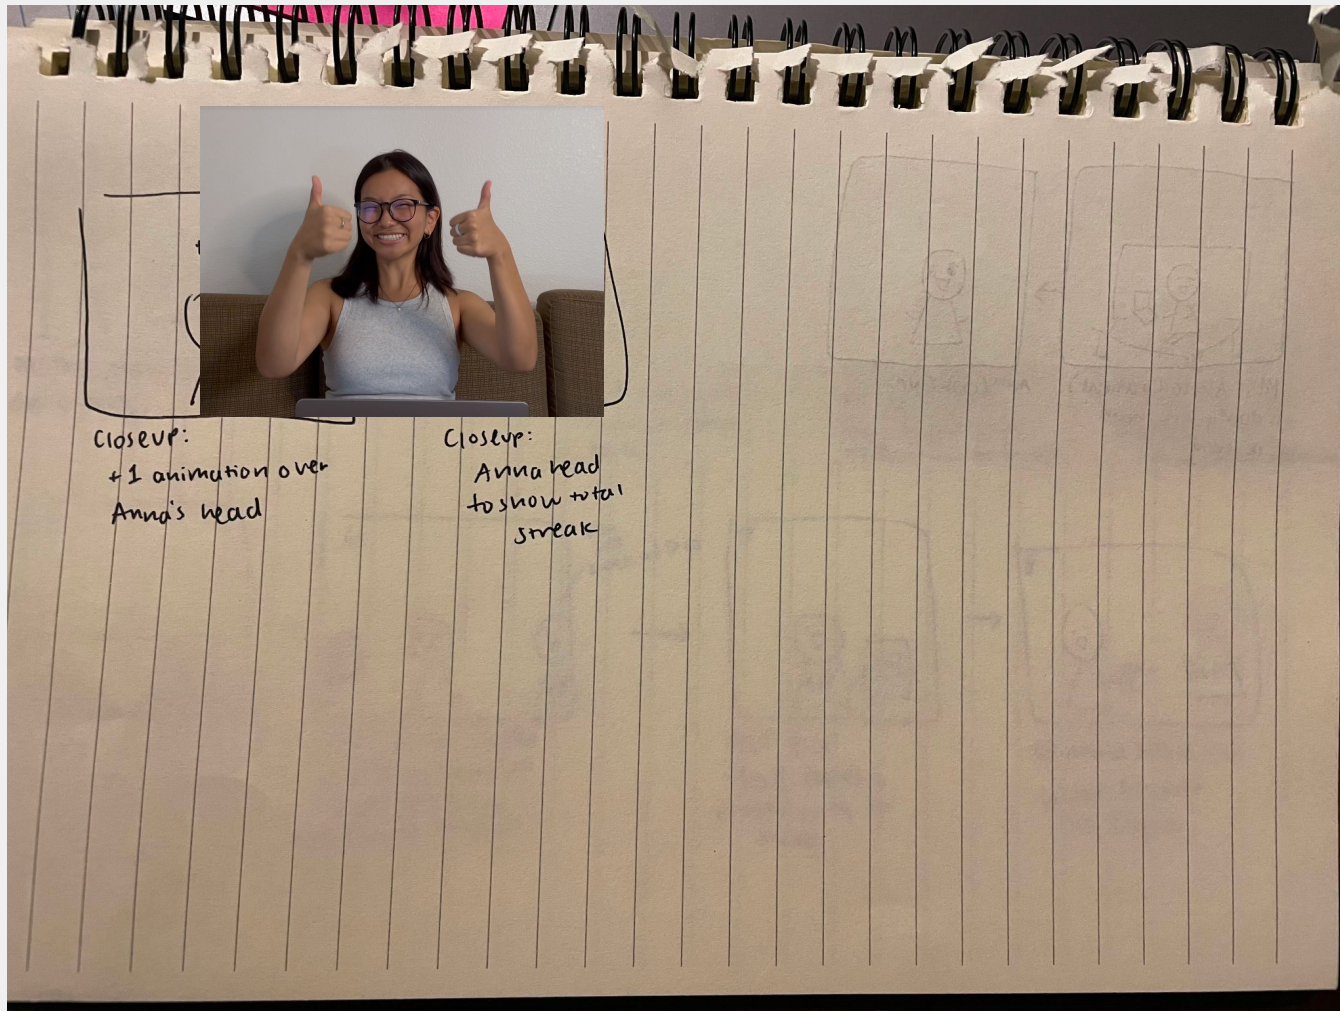 Closeup:
+1 animation over
Anna's head
Closeup:
Anna head
to show total
streak